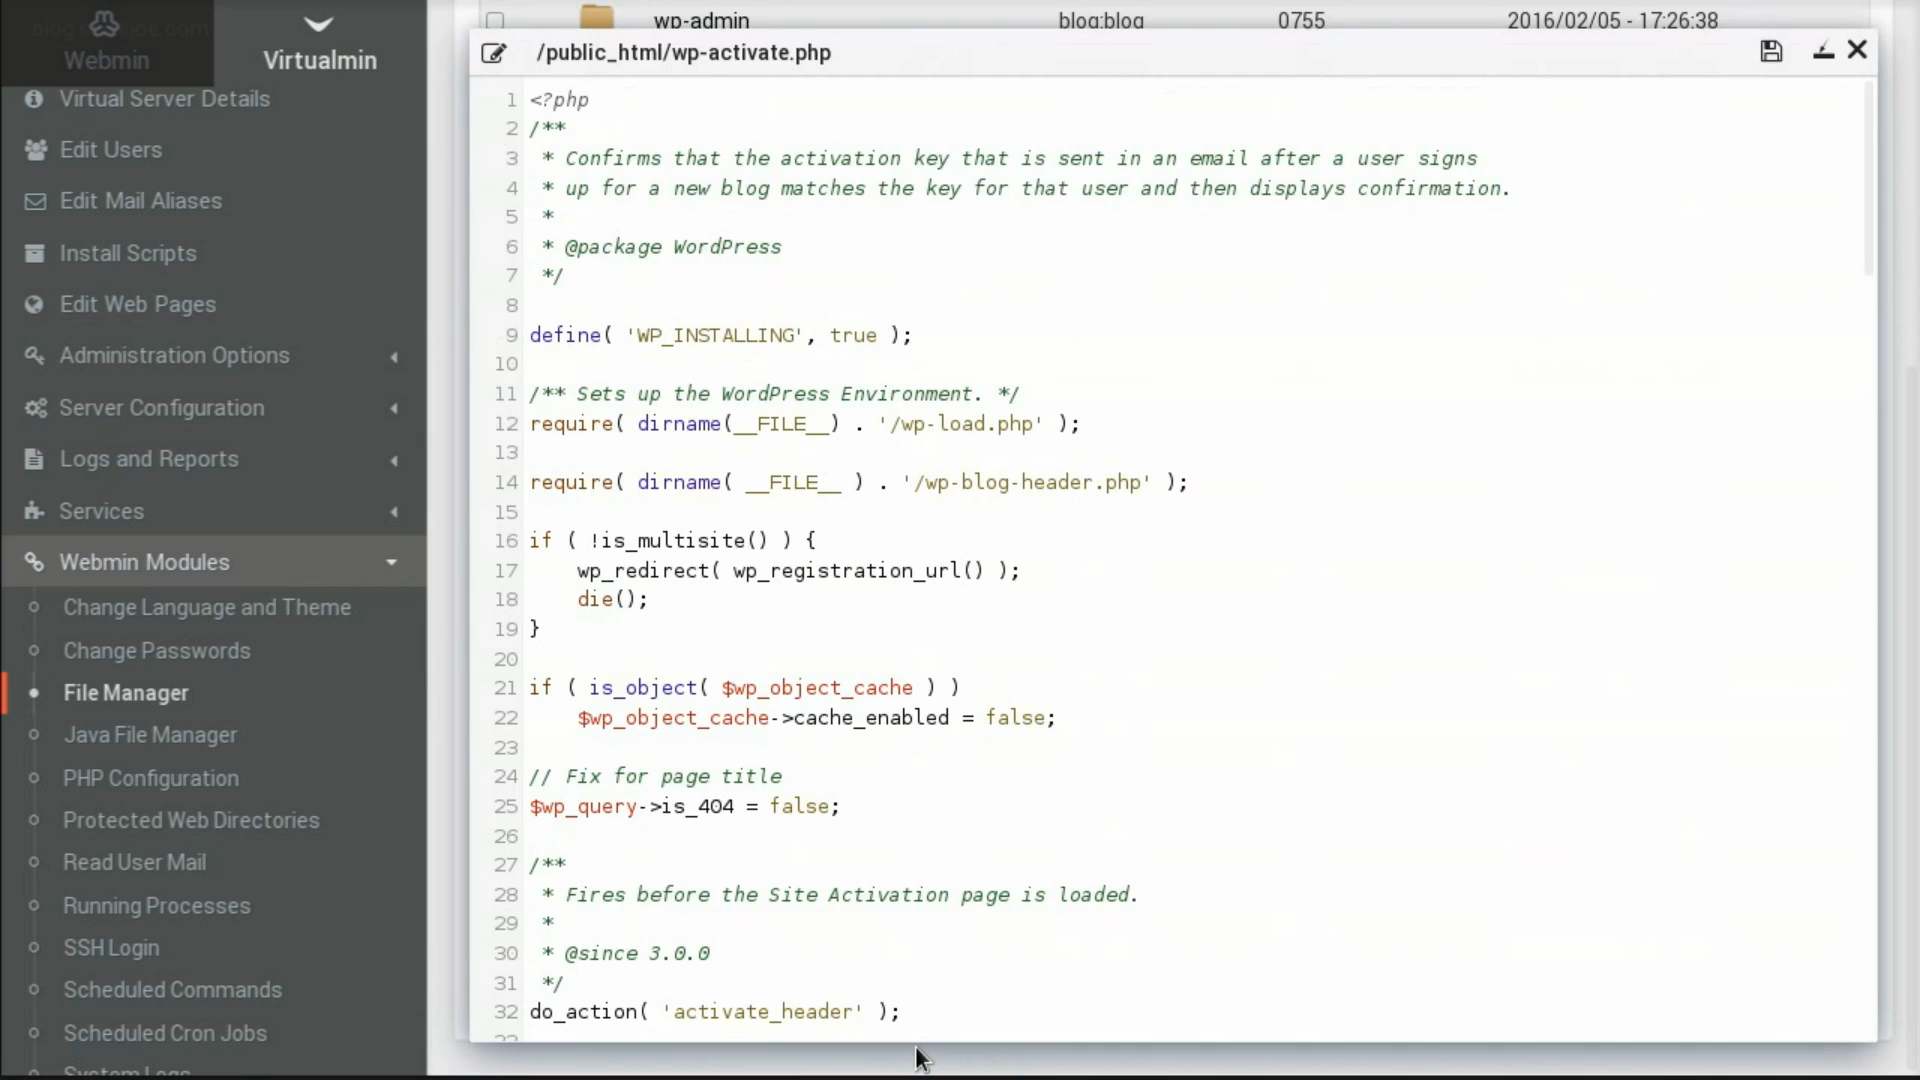 Webmin
Virtualmin
Virtual Server Details
Edit Users
Edit Mail Aliases
Install Scripts
Edit Web Pages
Administration Options
Server Configuration
Logs and Reports
Services
Webmin Modules
Change Language and Theme
Change Passwords
File Manager
Java File Manager
PHP Configuration
Protected Web Directories
Read User Mail
Running Processes
SSH Login
Scheduled Commands
Scheduled Cron Jobs
System Logs
wp-admin blog:blog 0755 2016/02/05 - 17:26:38
/public_html/wp-activate.php
1 <?php
2 /**
3 * Confirms that the activation key that is sent in an email after a user signs
4 * up for a new blog matches the key for that user and then displays confirmation.
5 *
6 * @package WordPress
7 */
8
9 define( 'WP_INSTALLING', true );
10
11 /** Sets up the WordPress Environment. */
12 require( dirname(__FILE__) . '/wp-load.php' );
13
14 require( dirname( __FILE__ ) . '/wp-blog-header.php' );
15
16 if ( !is_multisite() ) {
17 wp_redirect( wp_registration_url() );
18 die();
19 }
20
21 if ( is_object( $wp_object_cache ) )
22 $wp_object_cache->cache_enabled = false;
23
24 // Fix for page title
25 $wp_query->is_404 = false;
26
27 /**
28 * Fires before the Site Activation page is loaded.
29 *
30 * @since 3.0.0
31 */
32 do_action( 'activate_header' );
33